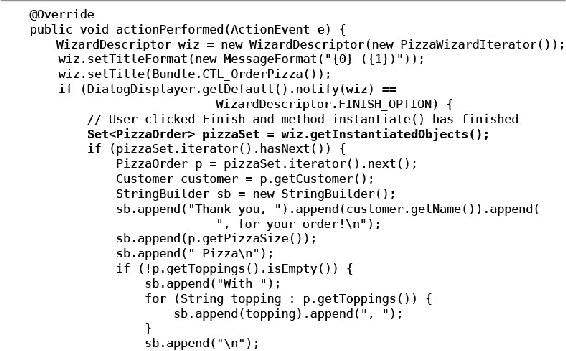 @Override
public void actionPerformed(ActionEvent e) {
WizardDescriptor wiz = new WizardDescriptor(new PizzaWizardIterator());
wiz.setTitleFormat(new MessageFormat("{0} ({1})"));
wiz.setTitle(Bundle.CTL_OrderPizza());
if (DialogDisplayer.getDefault().notify(wiz) ==
WizardDescriptor.FINISH_OPTION) {
// User clicked Finish and method instantiate() has finished
Set<PizzaOrder> pizzaSet = wiz.getInstantiatedObjects();
if (pizzaSet.iterator().hasNext()) {
PizzaOrder p = pizzaSet.iterator().next();
Customer customer = p.getCustomer();
StringBuilder sb = new StringBuilder();
sb.append("Thank you, ").append(customer.getName()).append(
", for your order!\n");
sb.append(p.getPizzaSize());
sb.append(" Pizza\n");
if (!p.getToppings().isEmpty()) {
sb.append("With ");
for (String topping : p.getToppings()) {
sb.append(topping).append(", ");
}
sb.append("\n");